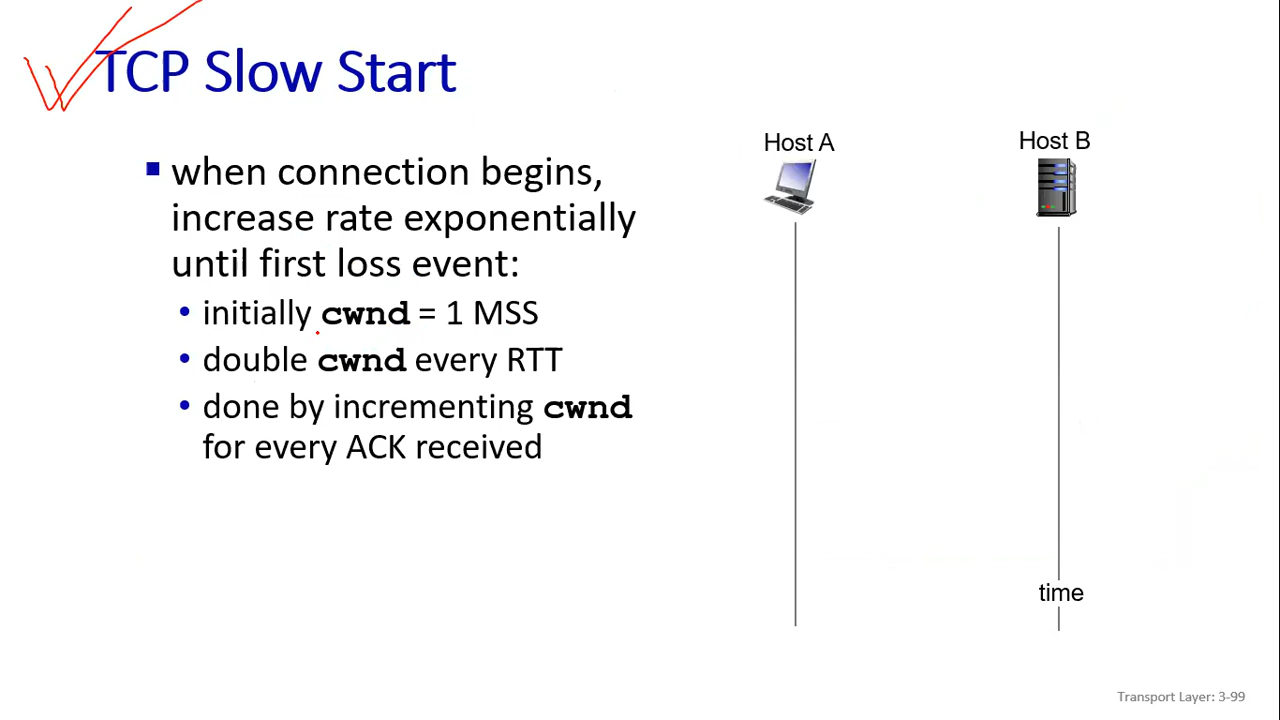 TCP Slow Start
Host A
Host B
when connection begins,
increase rate exponentially
until first loss event:
initially cwnd = 1 MSS
double cwnd every RTT
done by incrementing cwnd
for every ACK received
time
Transport Layer: 3-99